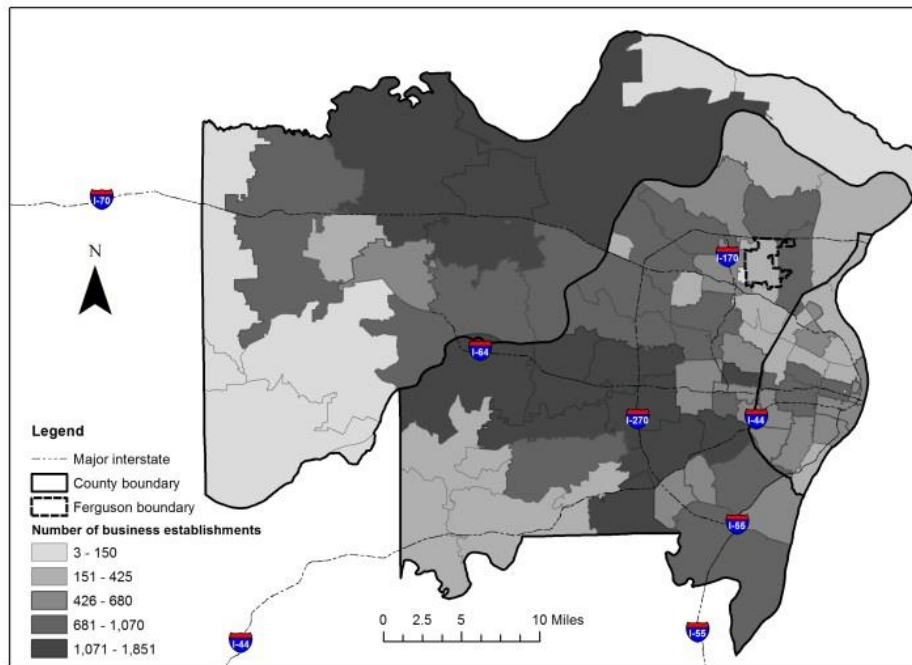 I-70
N
I-170
I-64
I-270
I-44
Legend
Major interstate
County boundary
Ferguson boundary
Number of business establishments
3 - 150
151 - 425
426 - 680
681 - 1,070
1,071 - 1,851
I-55
0 2.5 5 10 Miles
I-44
I-55